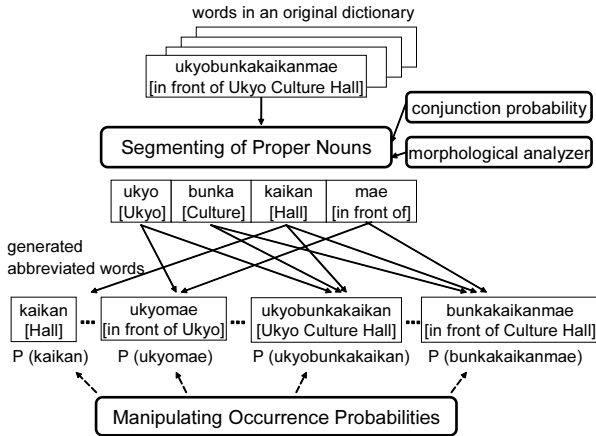 words in an original dictionary
ukyobunkakaikanmae
[in front of Ukyo Culture Hall]
conjunction probability
Segmenting of Proper Nouns
morphological analyzer
ukyo bunka kaikan mae
[Ukyo] [Culture] [Hall] [in front of]
generated
abbreviated words
kaikan ukyomae ukyobunkakaikan bunkakaikanmae
[Hall] [in front of Ukyo] [Ukyo Culture Hall] [in front of Culture Hall]
P (kaikan) P (ukyomae) P (ukyobunkakaikan) P (bunkakaikanmae)
Manipulating Occurrence Probabilities